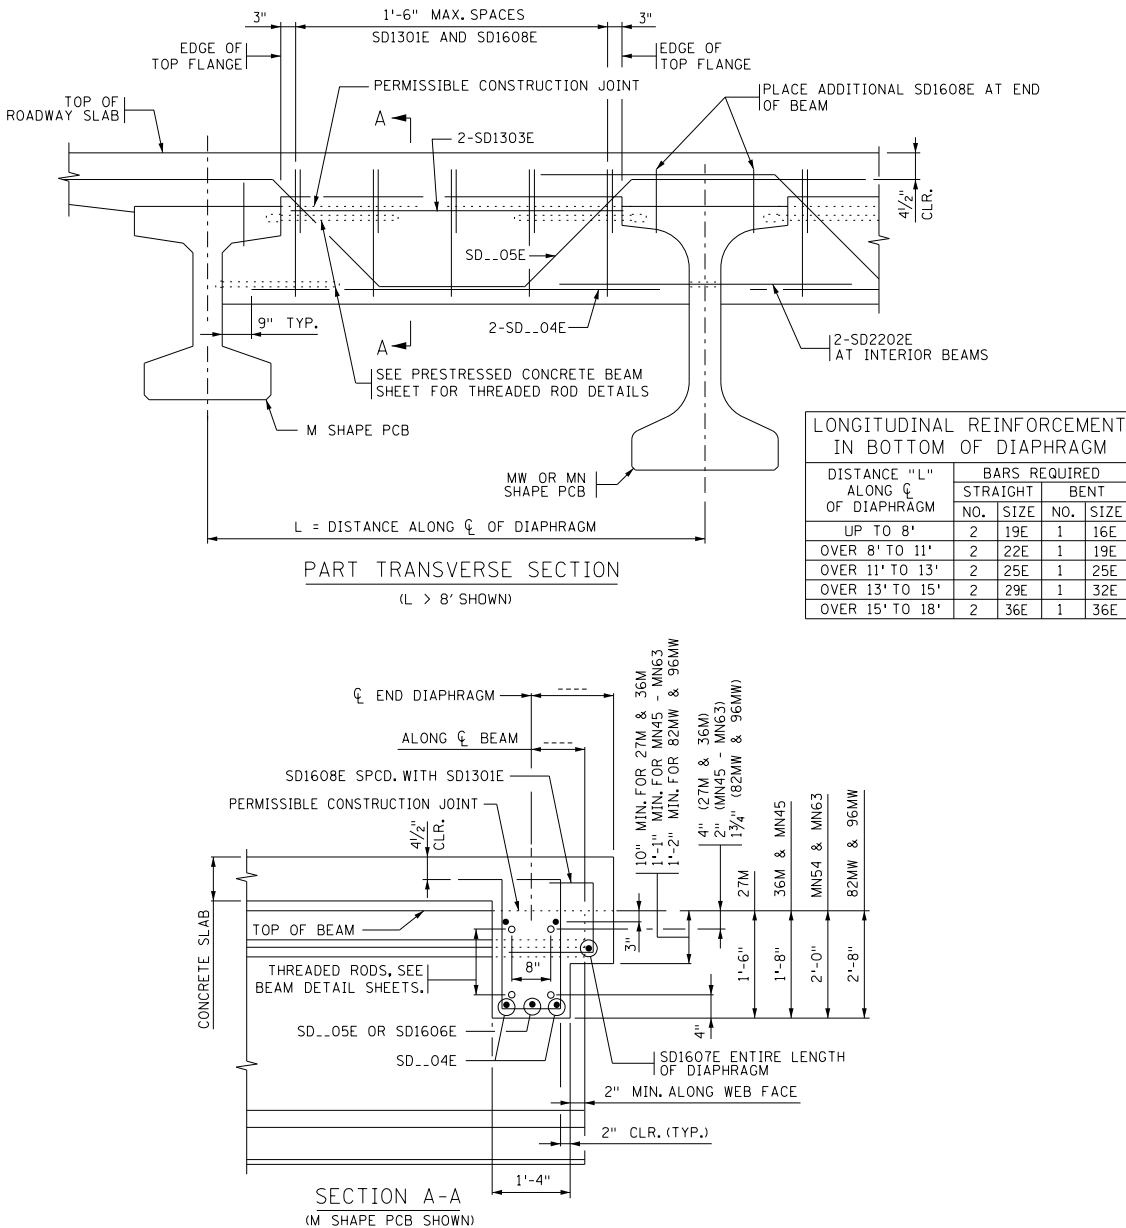 3"
1'-6" MAX. SPACES
3"
SD1301E AND SD1608E
EDGE OF
TOP FLANGE
EDGE OF
TOP FLANGE
PERMISSIBLE CONSTRUCTION JOINT
PLACE ADDITIONAL SD1608E AT END
OF BEAM
TOP OF
ROADWAY SLAB
A
2-SD1303E
4½"
CLR.
SD__05E
9" TYP.
2-SD__04E
A
2-SD2202E
AT INTERIOR BEAMS
SEE PRESTRESSED CONCRETE BEAM
SHEET FOR THREADED ROD DETAILS
M SHAPE PCB
MW OR MN
SHAPE PCB
L = DISTANCE ALONG ℄ OF DIAPHRAGM
PART TRANSVERSE SECTION
(L > 8' SHOWN)
LONGITUDINAL REINFORCEMENT
IN BOTTOM OF DIAPHRAGM
DISTANCE "L"
ALONG ℄
OF DIAPHRAGM
BARS REQUIRED
STRAIGHT BENT
NO. SIZE NO. SIZE
UP TO 8' 2 19E 1 16E
OVER 8' TO 11' 2 22E 1 19E
OVER 11' TO 13' 2 25E 1 25E
OVER 13' TO 15' 2 29E 1 32E
OVER 15' TO 18' 2 36E 1 36E
℄ END DIAPHRAGM
----
ALONG ℄ BEAM
----
SD1608E SPCD. WITH SD1301E
PERMISSIBLE CONSTRUCTION JOINT
4½"
CLR.
10" MIN. FOR 27M & 36M
1'-1" MIN. FOR MN45 - MN63
1'-2" MIN. FOR 82MW & 96MW
4" (27M & 36M)
2" (MN45 - MN63)
1¾" (82MW & 96MW)
27M
36M & MN45
MN54 & MN63
82MW & 96MW
CONCRETE SLAB
TOP OF BEAM
THREADED RODS, SEE
BEAM DETAIL SHEETS.
8"
3"
1'-6"
1'-8"
2'-0"
2'-8"
4"
SD__05E OR SD1606E
SD__04E
SD1607E ENTIRE LENGTH
OF DIAPHRAGM
2" MIN. ALONG WEB FACE
2" CLR. (TYP.)
1'-4"
SECTION A-A
(M SHAPE PCB SHOWN)